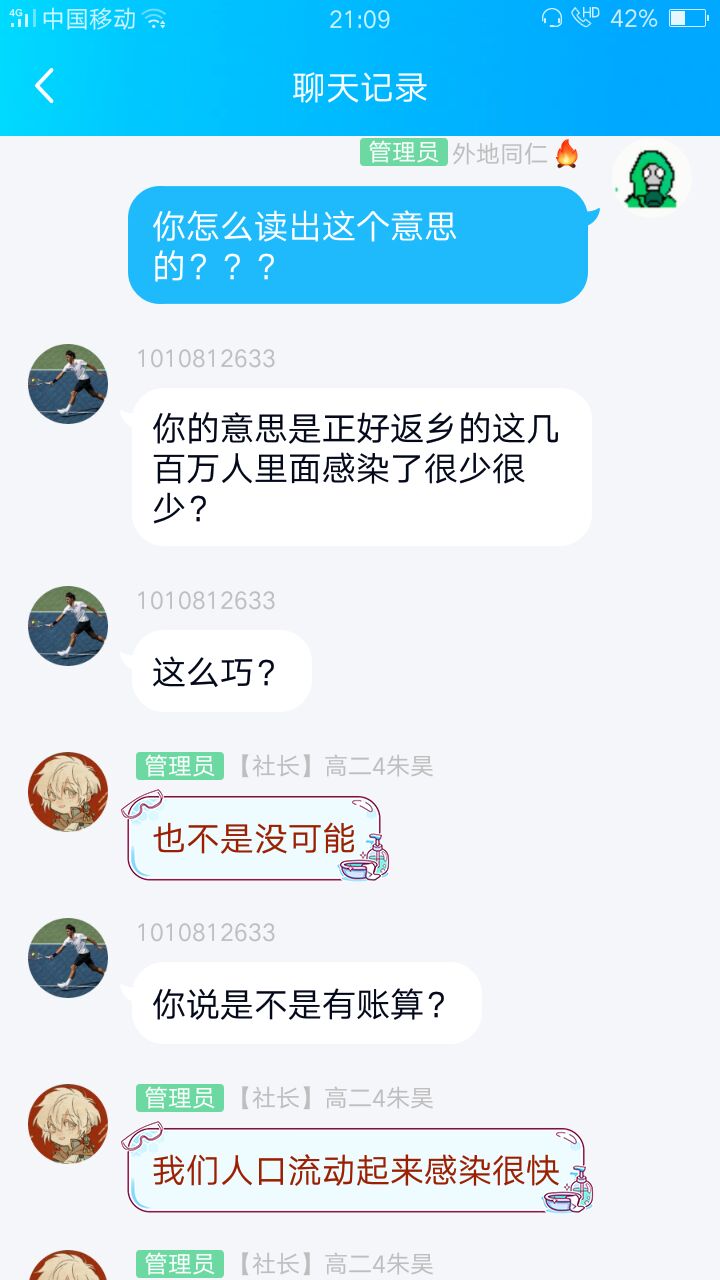 4G 中国移动 21:09 HD 42%
聊天记录
管理员 外地同仁🔥
你怎么读出这个意思
的？？？
1010812633
你的意思是正好返乡的这几
百万人里面感染了很少很
少？
1010812633
这么巧？
管理员 【社长】高二4朱昊
也不是没可能
1010812633
你说是不是有账算？
管理员 【社长】高二4朱昊
我们人口流动起来感染很快
管理员 【社长】高二4朱昊